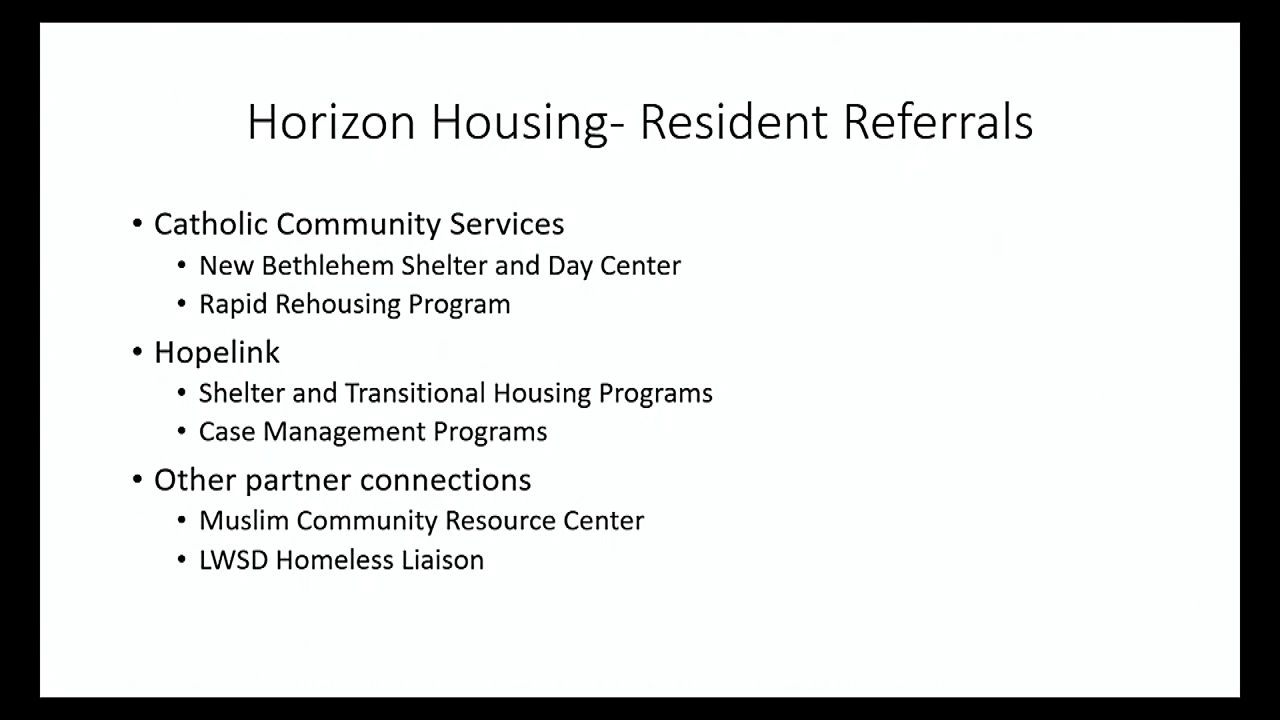 Horizon Housing- Resident Referrals
• Catholic Community Services
• New Bethlehem Shelter and Day Center
• Rapid Rehousing Program
• Hopelink
• Shelter and Transitional Housing Programs
• Case Management Programs
• Other partner connections
• Muslim Community Resource Center
• LWSD Homeless Liaison